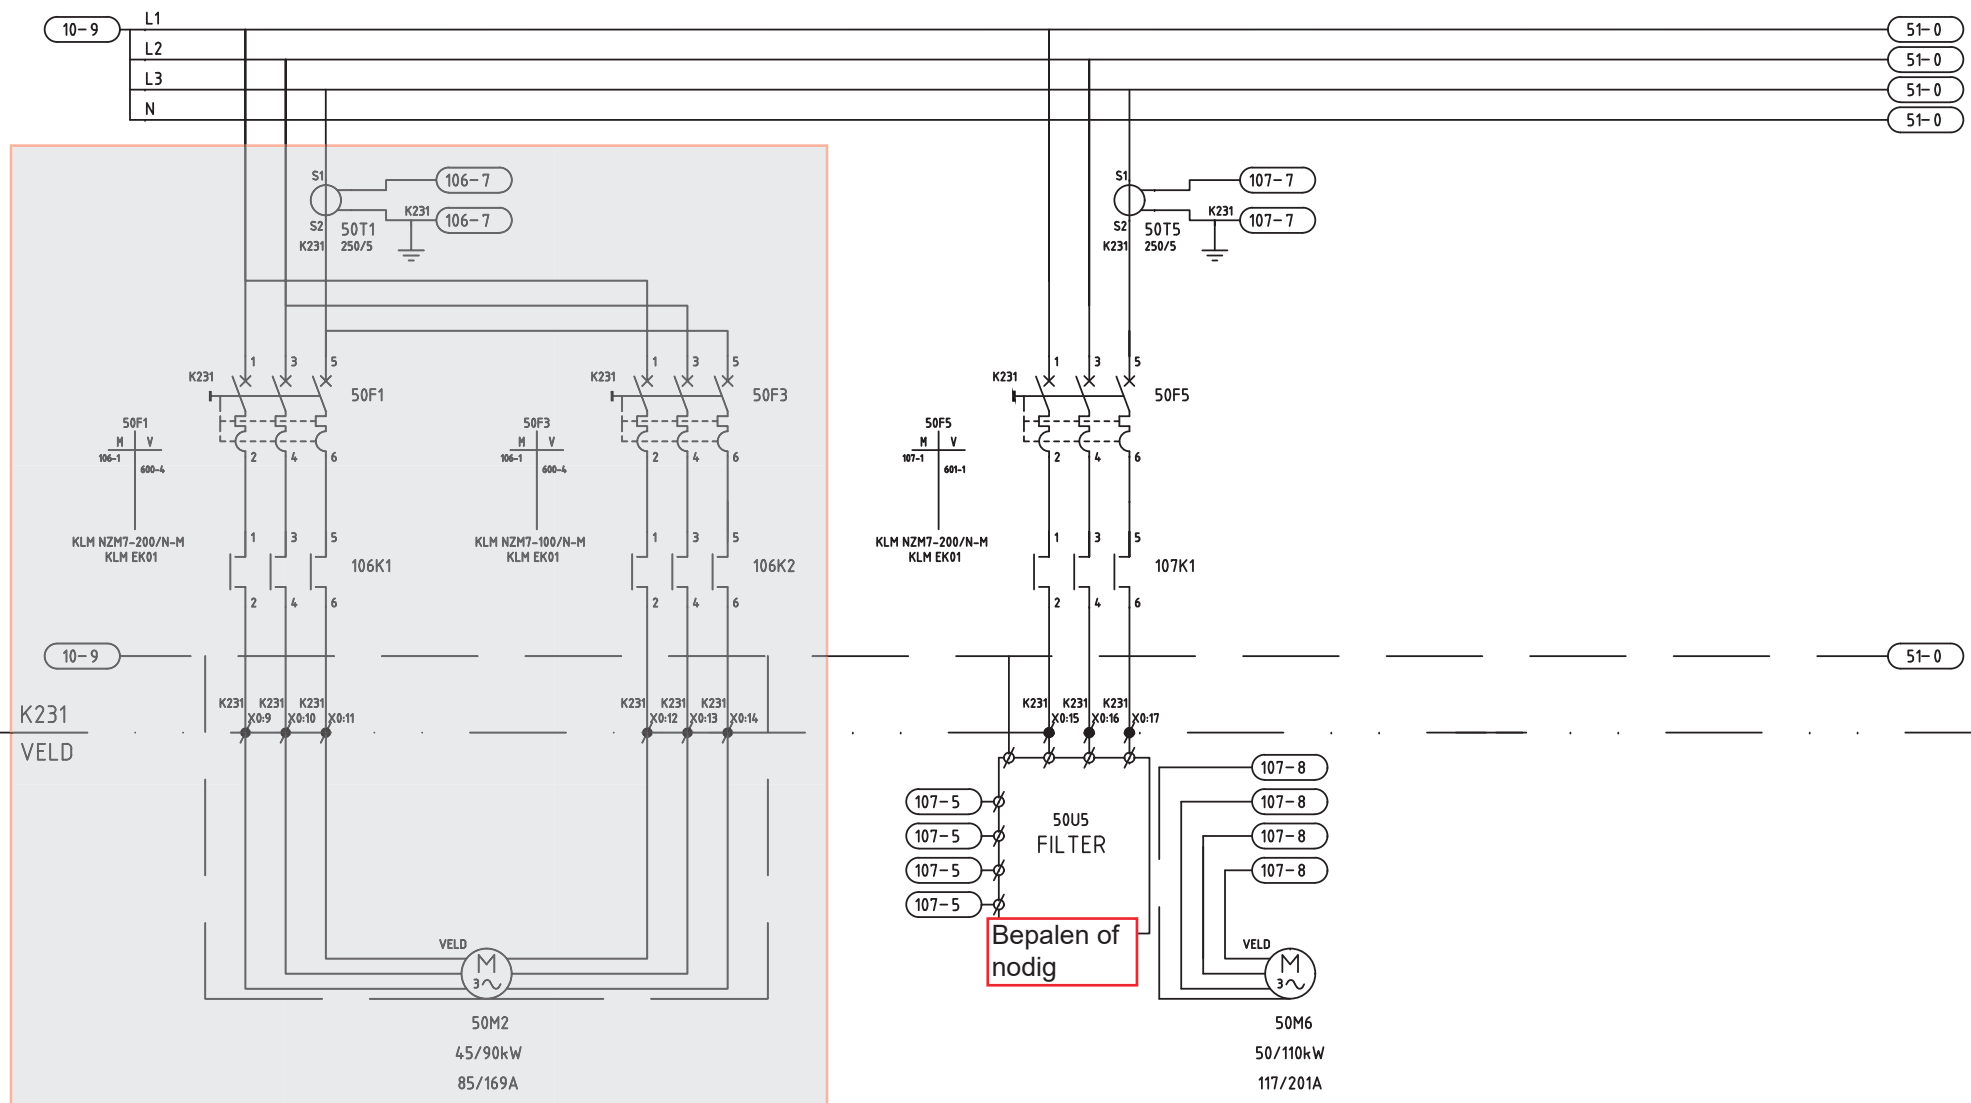 10-9
L1
51-0
L2
51-0
L3
51-0
N
51-0
S1
106-7
S1
107-7
K231
106-7
K231
107-7
S2
50T1
S2
50T5
K231
250/5
K231
250/5
1 3 5
1 3 5
1 3 5
K231
K231
K231
50F1
50F3
50F5
50F1
50F3
50F5
M V
M V
M V
106-1
106-1
107-1
2 4 6
2 4 6
2 4 6
600-4
600-4
601-1
KLM NZM7-200/N-M
KLM EK01
KLM NZM7-100/N-M
KLM EK01
KLM NZM7-200/N-M
KLM EK01
1 3 5
1 3 5
1 3 5
106K1
106K2
107K1
2 4 6
2 4 6
2 4 6
10-9
51-0
K231 K231 K231
K231 K231 K231
K231 K231 K231
X0:9 X0:10 X0:11
X0:12 X0:13 X0:14
X0:15 X0:16 X0:17
K231
VELD
107-8
107-5
107-8
50U5
107-5
FILTER
107-8
107-5
107-8
107-5
Bepalen of
nodig
VELD
M
3~
VELD
M
3~
50M2
45/90kW
85/169A
50M6
50/110kW
117/201A